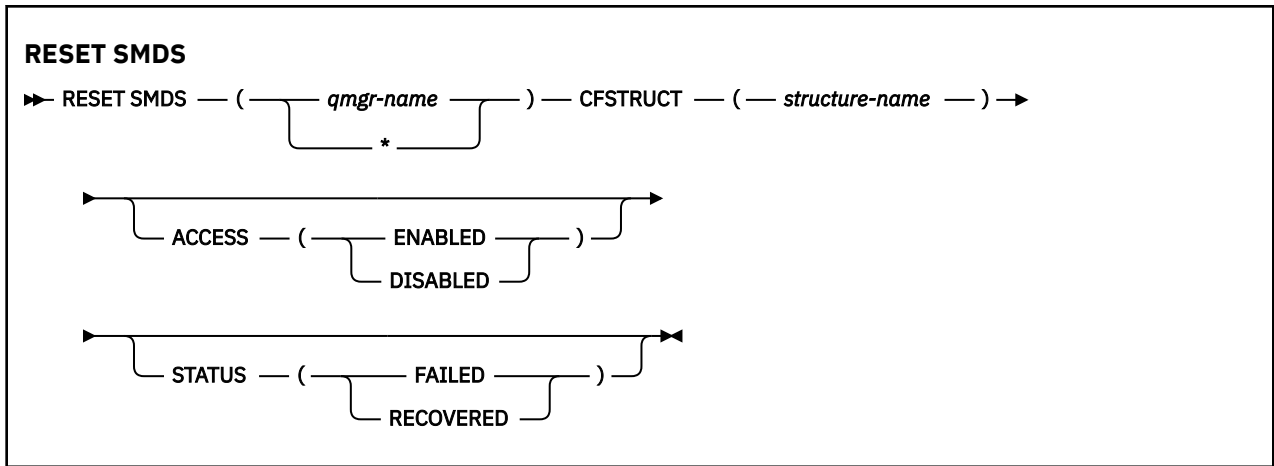 RESET SMDS
RESET SMDS ( qmgr-name ) CFSTRUCT ( structure-name )
*
ACCESS ( ENABLED )
DISABLED
STATUS ( FAILED )
RECOVERED